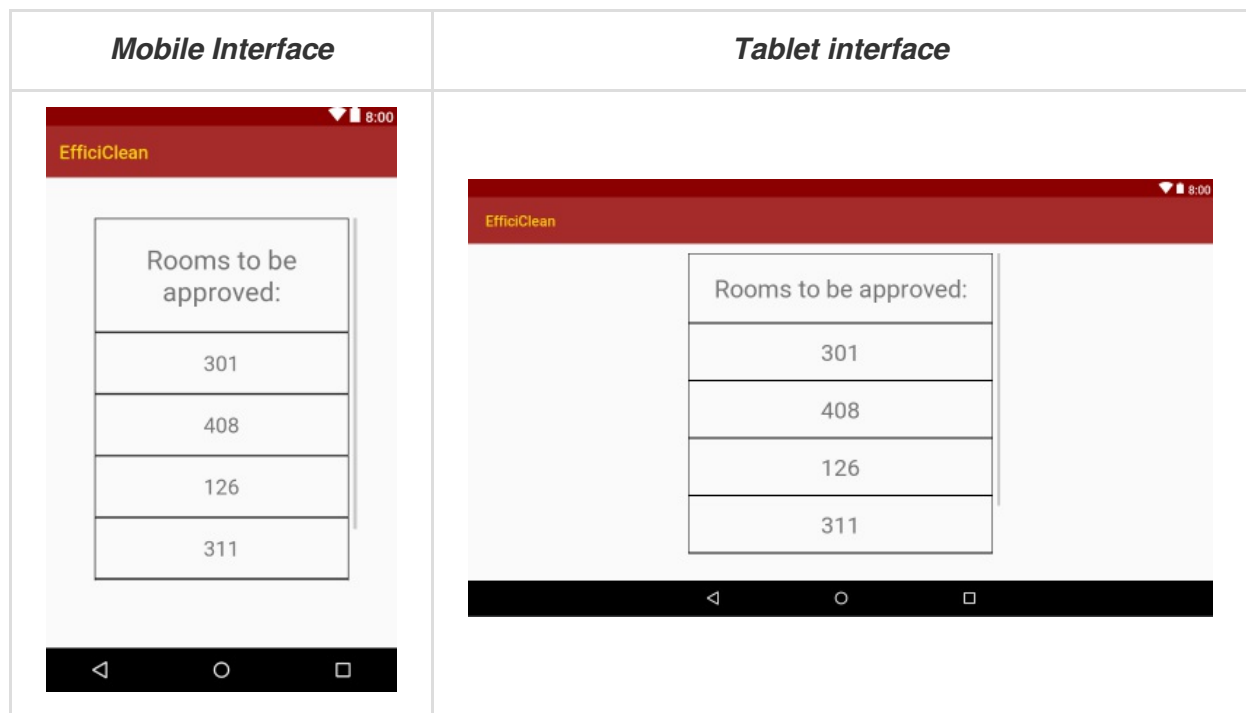 Mobile Interface
Tablet interface
8:00
EfficiClean
Rooms to be
approved:
301
408
126
311
8:00
EfficiClean
Rooms to be approved:
301
408
126
311